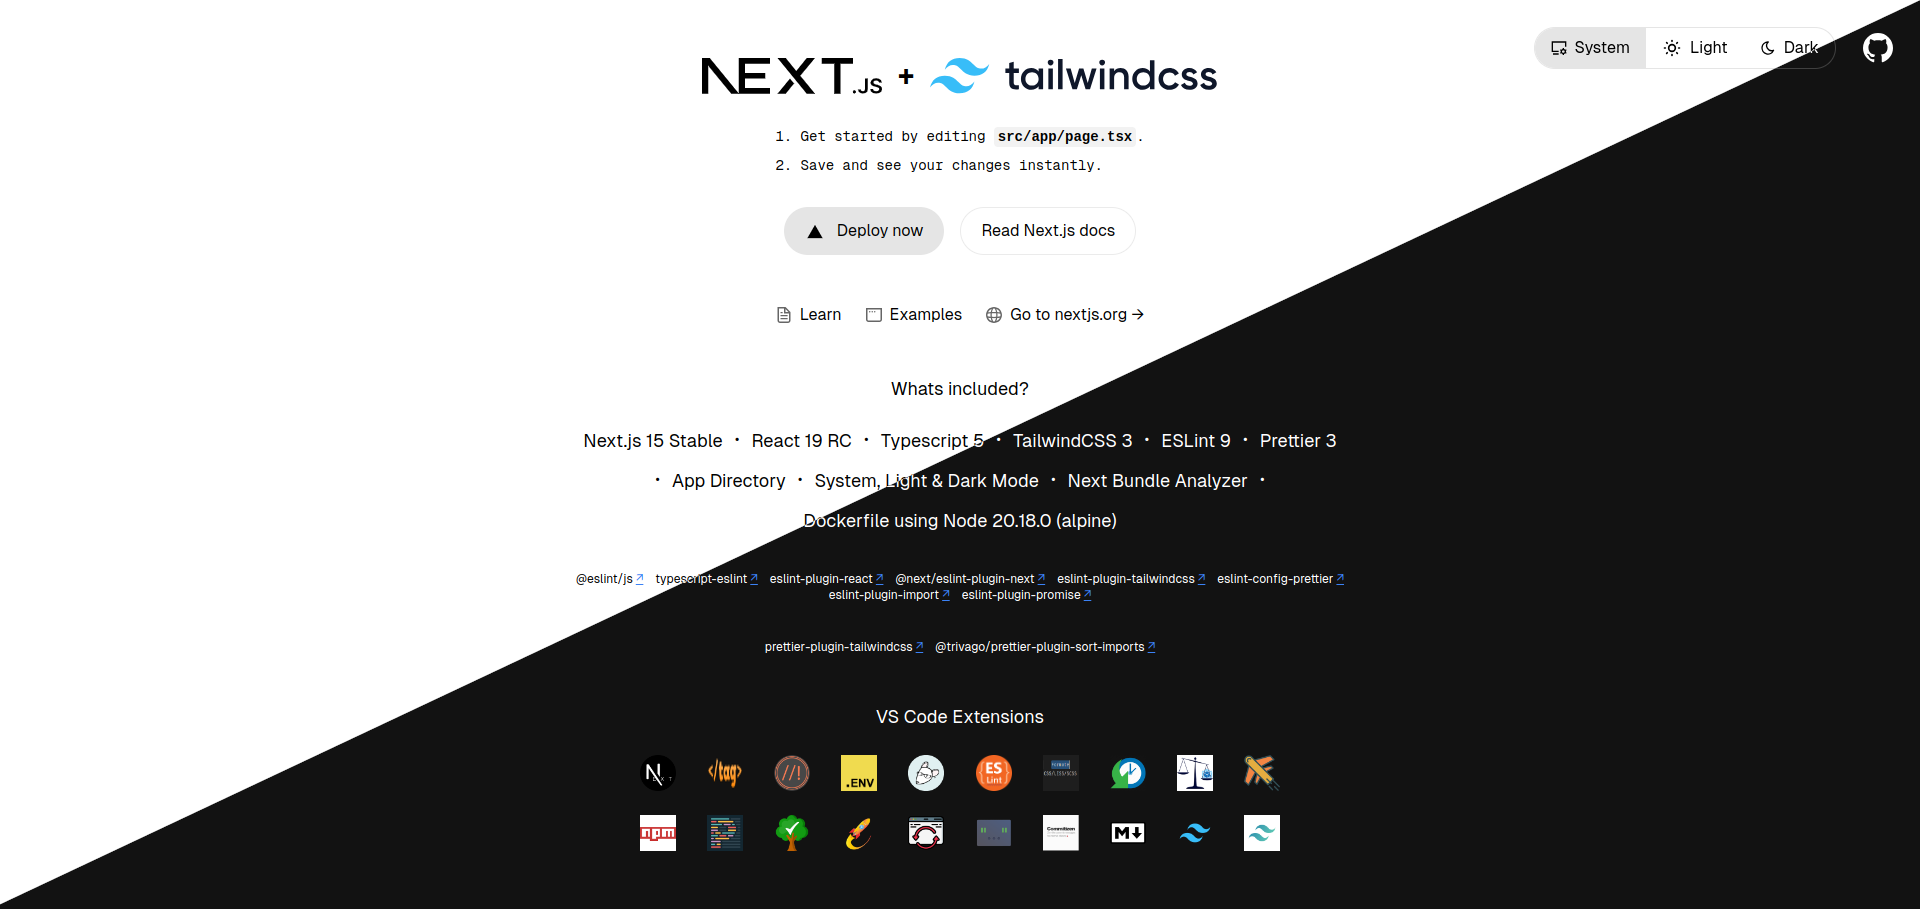 System Light Dark
NEXT.JS + tailwindcss
1. Get started by editing src/app/page.tsx.
2. Save and see your changes instantly.
Deploy now Read Next.js docs
Learn Examples Go to nextjs.org →
Whats included?
Next.js 15 Stable · React 19 RC · Typescript 5 · TailwindCSS 3 · ESLint 9 · Prettier 3
· App Directory · System, Light & Dark Mode · Next Bundle Analyzer ·
Dockerfile using Node 20.18.0 (alpine)
@eslint/js typescript-eslint eslint-plugin-react @next/eslint-plugin-next eslint-plugin-tailwindcss eslint-config-prettier
eslint-plugin-import eslint-plugin-promise
prettier-plugin-tailwindcss @trivago/prettier-plugin-sort-imports
VS Code Extensions
</tag> //! .ENV ES Lint CSS/LESS/SCSS
npm Commitizen M